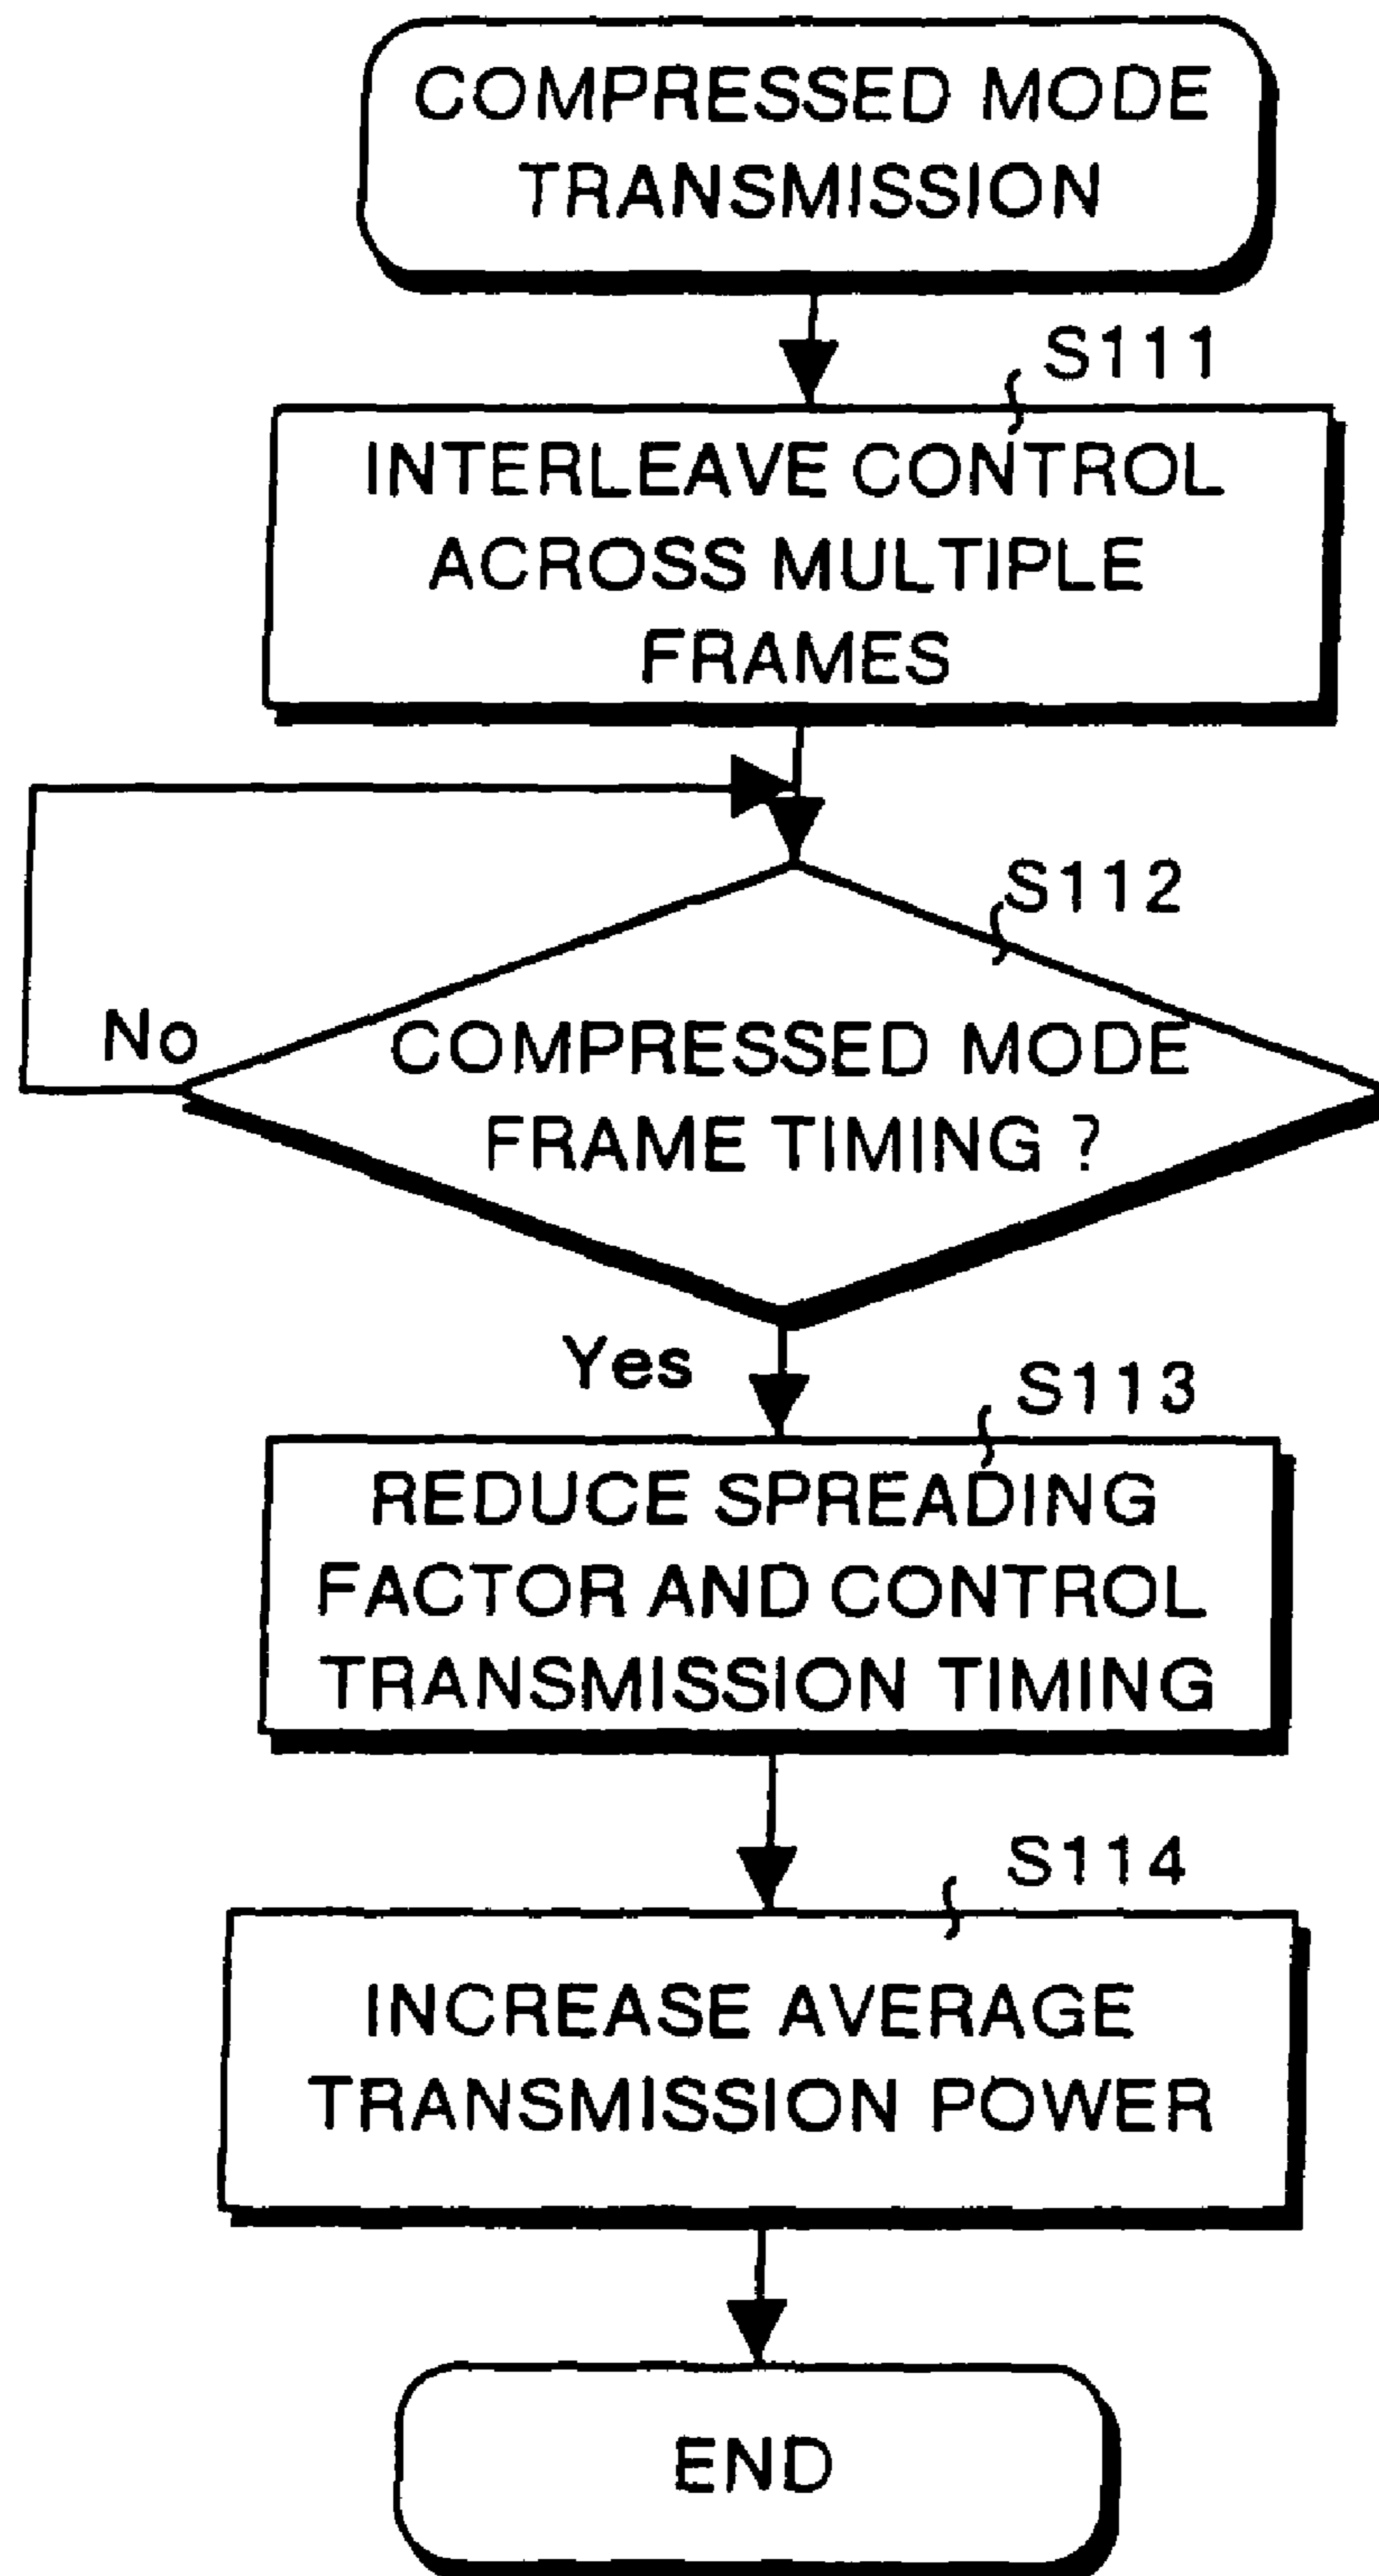 COMPRESSED MODE
TRANSMISSION
S111
INTERLEAVE CONTROL
ACROSS MULTIPLE
FRAMES
S112
No
COMPRESSED MODE
FRAME TIMING ?
Yes
S113
REDUCE SPREADING
FACTOR AND CONTROL
TRANSMISSION TIMING
S114
INCREASE AVERAGE
TRANSMISSION POWER
END